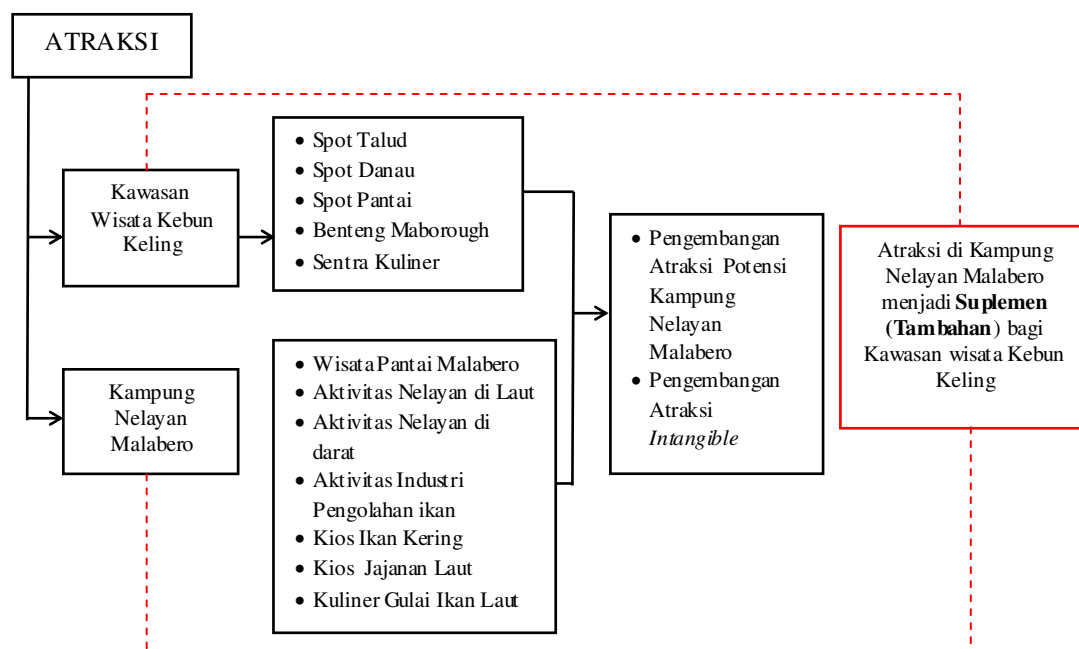 ATRAKSI
Kawasan
Wisata Kebun
Keling
• Spot Talud
• Spot Danau
• Spot Pantai
• Benteng Maborough
• Sentra Kuliner
Kampung
Nelayan
Malabero
• Wisata Pantai Malabero
• Aktivitas Nelayan di Laut
• Aktivitas Nelayan di
darat
• Aktivitas Industri
Pengolahan ikan
• Kios Ikan Kering
• Kios Jajanan Laut
• Kuliner Gulai Ikan Laut
• Pengembangan
Atraksi Potensi
Kampung
Nelayan
Malabero
• Pengembangan
Atraksi
Intangible
Atraksi di Kampung
Nelayan Malabero
menjadi Suplemen
(Tambahan) bagi
Kawasan wisata Kebun
Keling